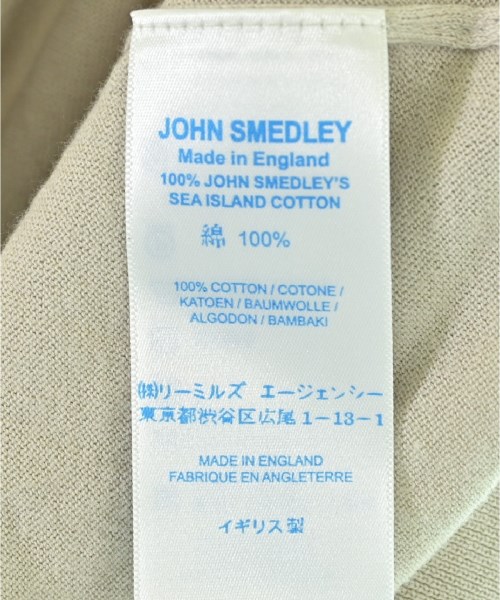 JOHN SMEDLEY
Made in England
100% JOHN SMEDLEY'S
SEA ISLAND COTTON
綿 100%
100% COTTON / COTONE /
KATOEN / BAUMWOLLE /
ALGODON / BAMBAKI
㈱リーミルズ エージェンシー
東京都渋谷区広尾1-13-1
MADE IN ENGLAND
FABRIQUE EN ANGLETERRE
イギリス製